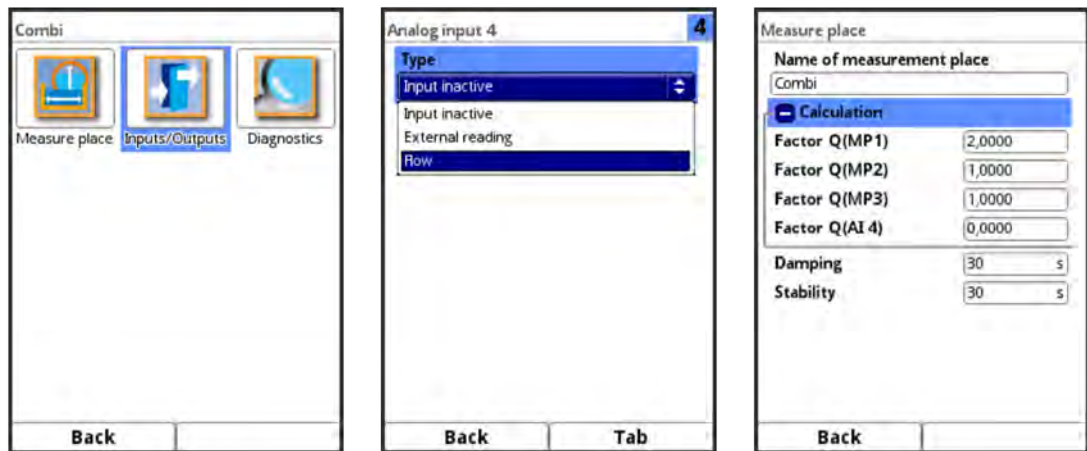 Combi
Measure place
Inputs/Outputs
Diagnostics
Back
Analog input 4
4
Type
Input inactive
Input inactive
External reading
Flow
Back
Tab
Measure place
Name of measurement place
Combi
Calculation
Factor Q(MP1) 2,0000
Factor Q(MP2) 1,0000
Factor Q(MP3) 1,0000
Factor Q(AI 4) 0,0000
Damping 30 s
Stability 30 s
Back